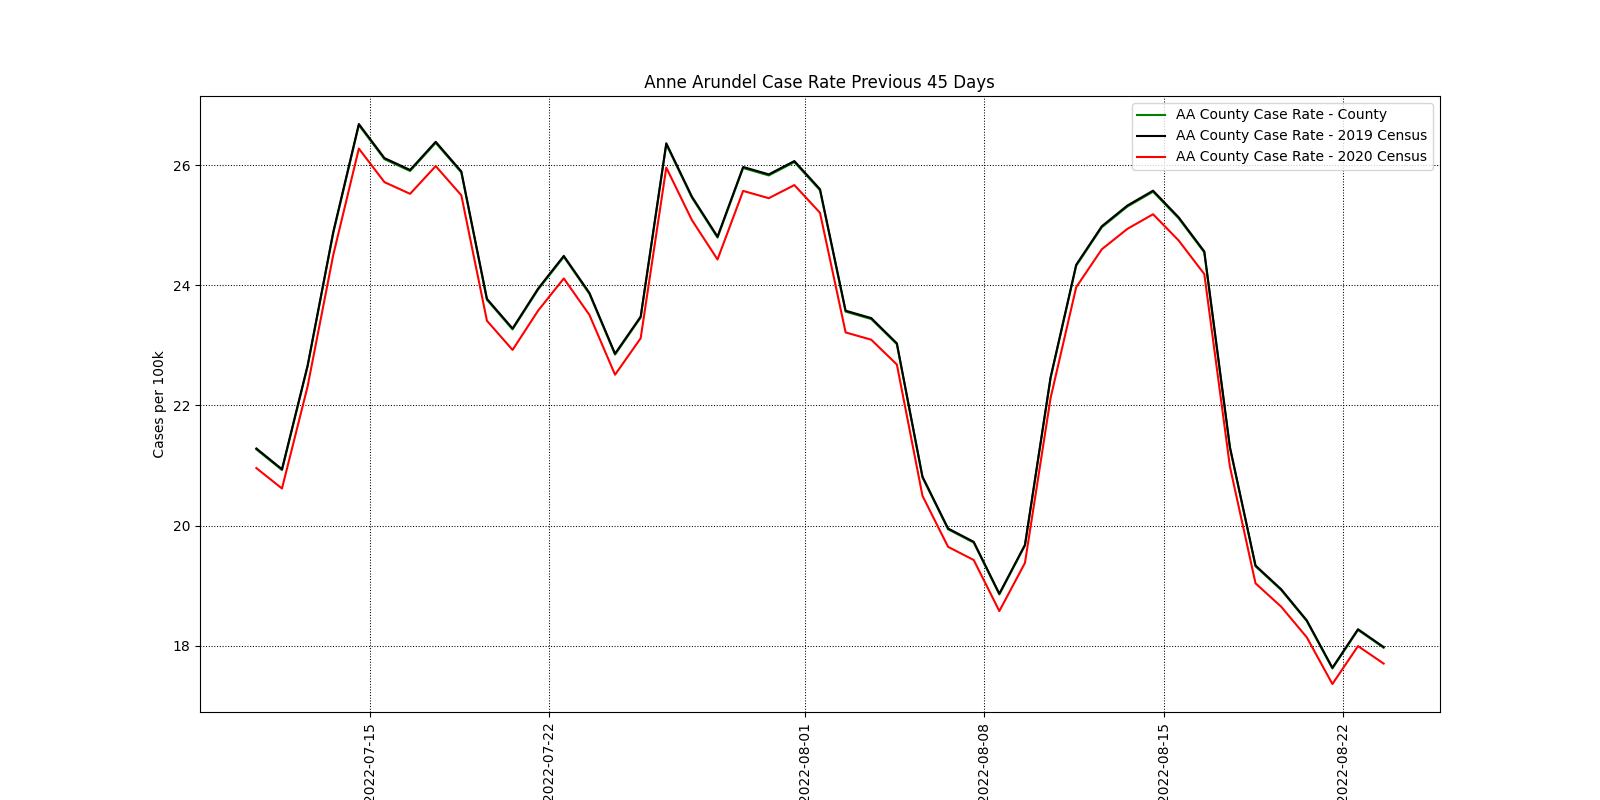 Anne Arundel Case Rate Previous 45 Days
AA County Case Rate - County
AA County Case Rate - 2019 Census
AA County Case Rate - 2020 Census
Cases per 100k
26
24
22
20
18
2022-07-15
2022-07-22
2022-08-01
2022-08-08
2022-08-15
2022-08-22